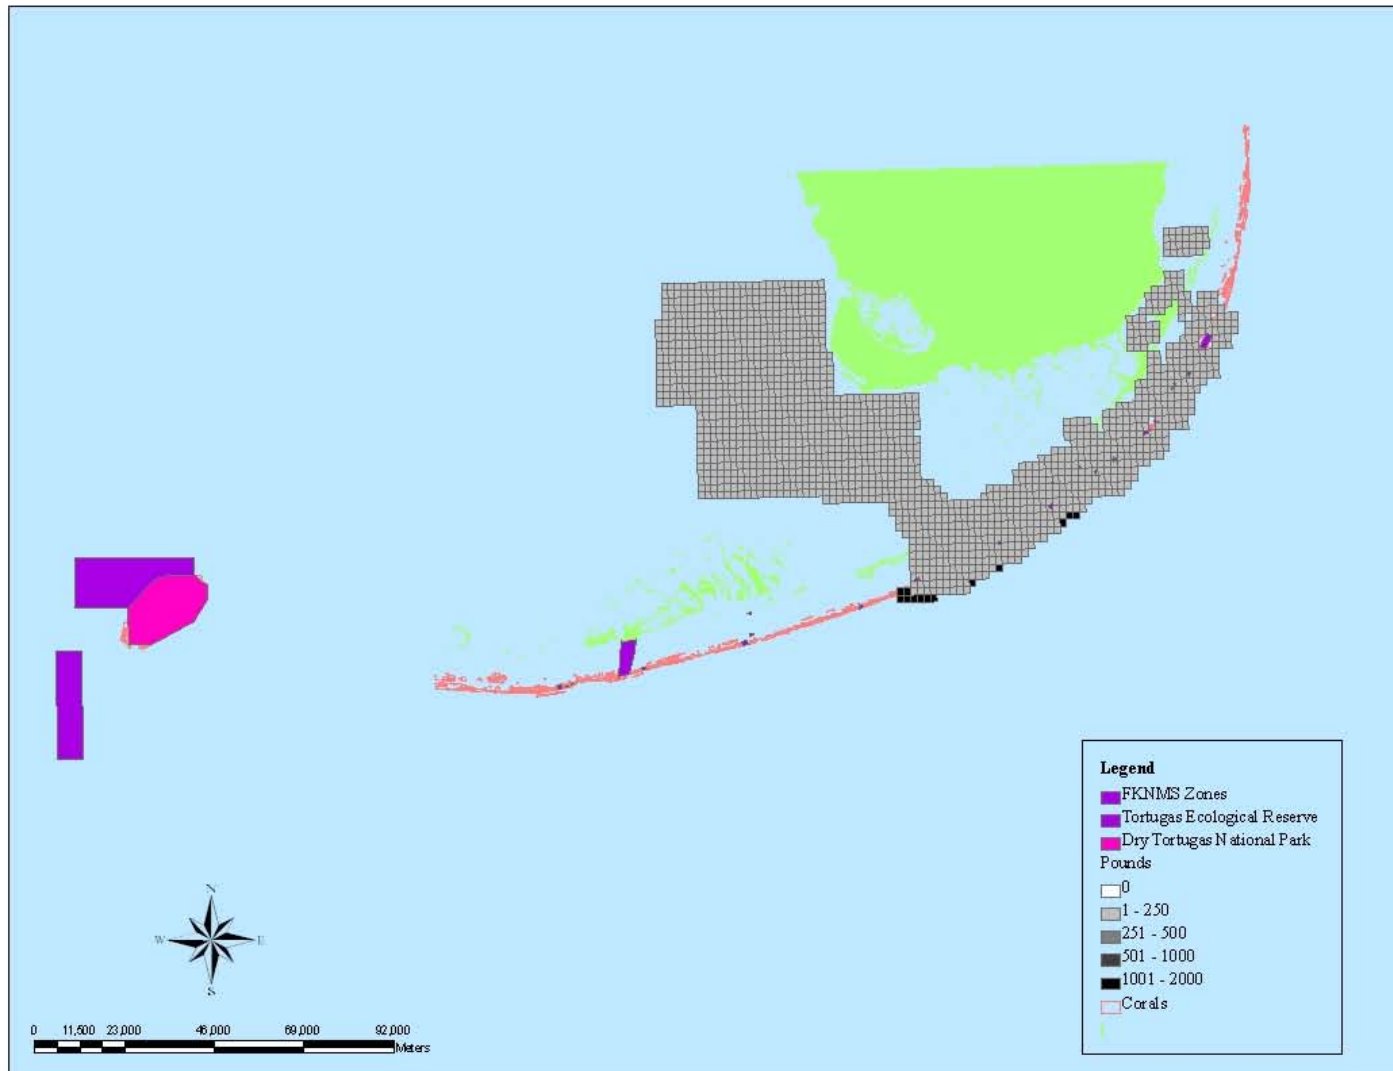 N
W E
S
0 11,500 23,000 46,000 69,000 92,000
Meters
Legend
FKNMS Zones
Tortugas Ecological Reserve
Dry Tortugas National Park
Pounds
0
1 - 250
251 - 500
501 - 1000
1001 - 2000
Corals